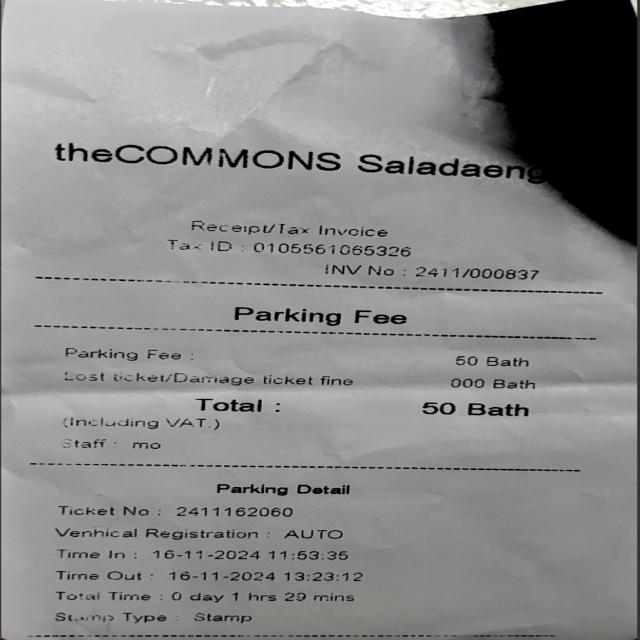 theCOMMONS Saladaeng
Receipt/Tax Invoice
Tax ID : 0105561065326
INV No : 2411/000837
Parking Fee
Parking Fee : 50 Bath
Lost ticket/Damage ticket fine 000 Bath
Total : 50 Bath
(Including VAT.)
Staff : mo
Parking Detail
Ticket No : 2411162060
Venhical Registration : AUTO
Time In : 16-11-2024 11:53:35
Time Out : 16-11-2024 13:23:12
Total Time : 0 day 1 hrs 29 mins
Stamp Type : Stamp